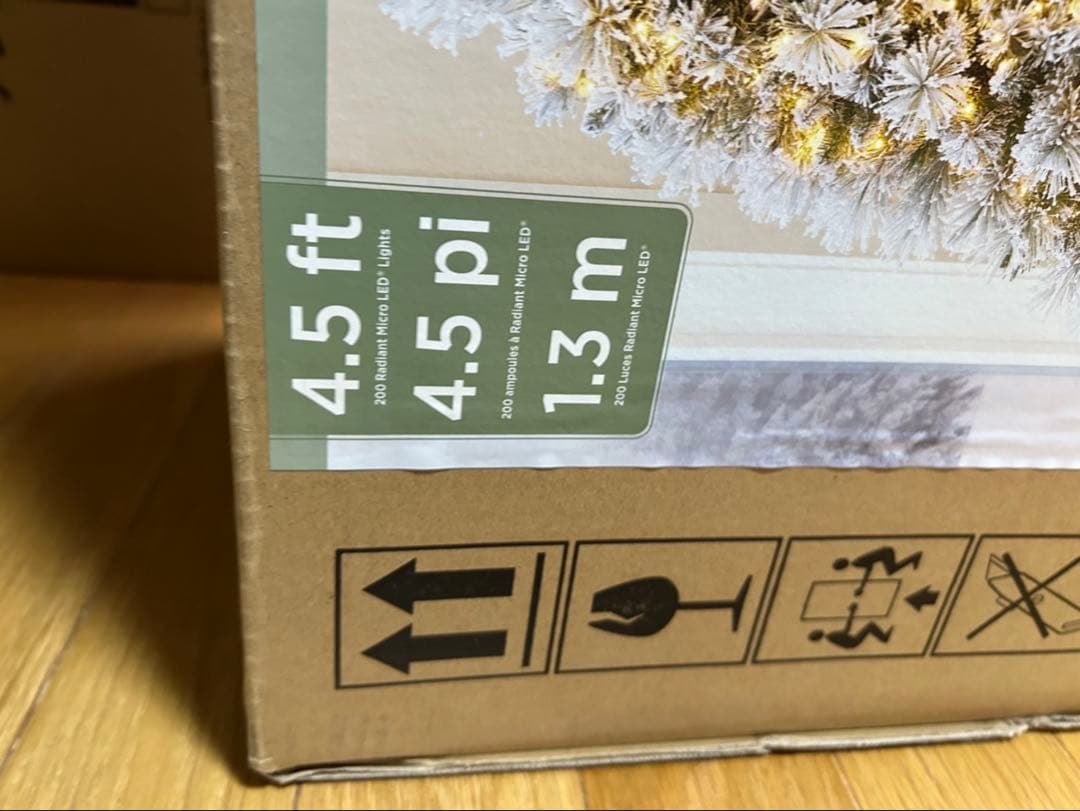 4.5 ft
200 Radiant Micro LED® Lights
4.5 pi
200 ampoules à Radiant Micro LED®
1.3 m
200 Luces Radiant Micro LED®